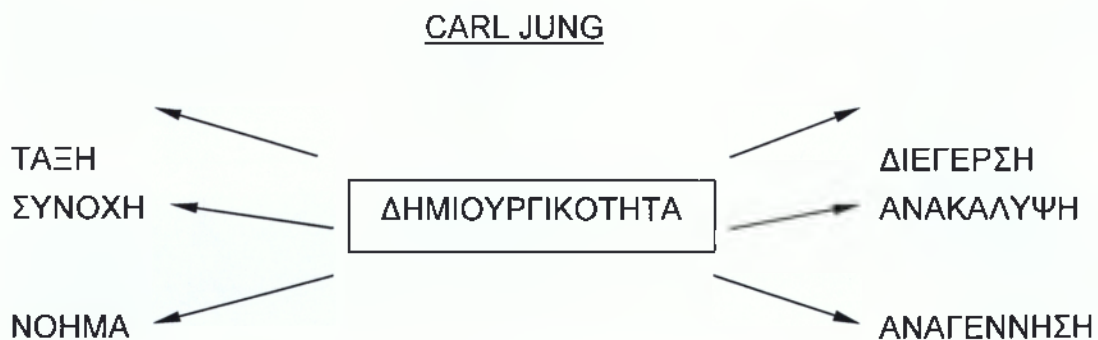 CARL JUNG
ΤΑΞΗ
ΔΙΕΓΕΡΣΗ
ΣΥΝΟΧΗ
ΔΗΜΙΟΥΡΓΙΚΟΤΗΤΑ
ΑΝΑΚΑΛΥΨΗ
ΝΟΗΜΑ
ΑΝΑΓΕΝΝΗΣΗ